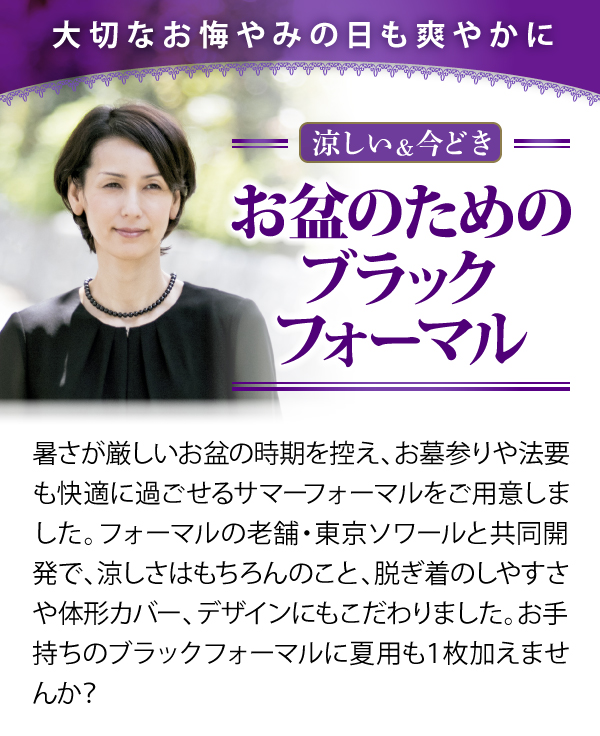 大切なお悔やみの日も爽やかに
涼しい&今どき
お盆のための
ブラック
フォーマル
暑さが厳しいお盆の時期を控え、お墓参りや法要
も快適に過ごせるサマーフォーマルをご用意しま
した。フォーマルの老舗・東京ソワールと共同開
発で、涼しさはもちろんのこと、脱ぎ着のしやすさ
や体形カバー、デザインにもこだわりました。お手
持ちのブラックフォーマルに夏用も1枚加えませ
んか?